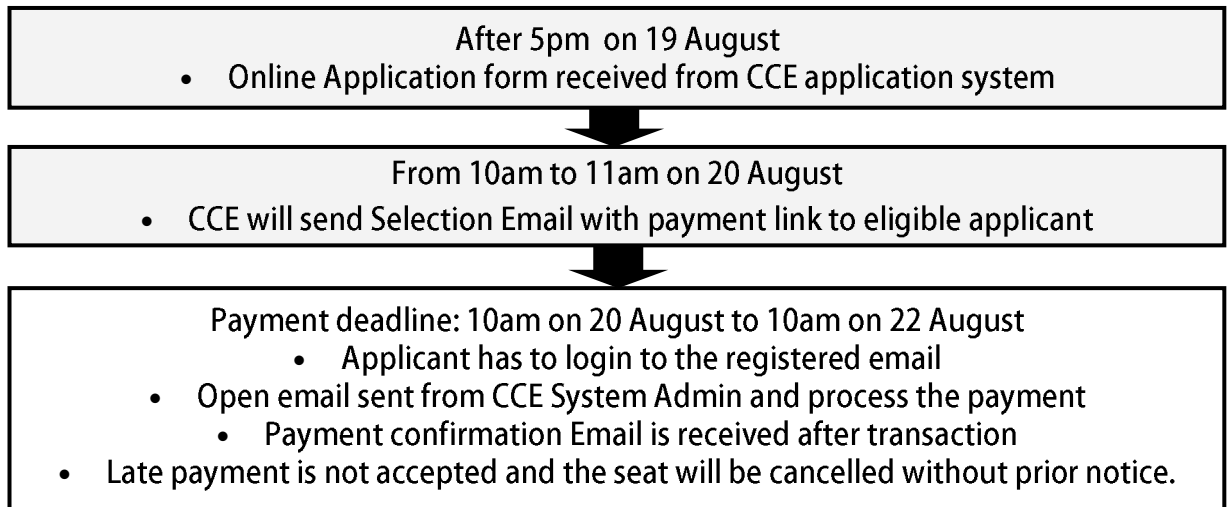 After 5pm  on 19 August
• Online Application form received from CCE application system
From 10am to 11am on 20 August
• CCE will send Selection Email with payment link to eligible applicant
Payment deadline: 10am on 20 August to 10am on 22 August
• Applicant has to login to the registered email
• Open email sent from CCE System Admin and process the payment
• Payment confirmation Email is received after transaction
• Late payment is not accepted and the seat will be cancelled without prior notice.